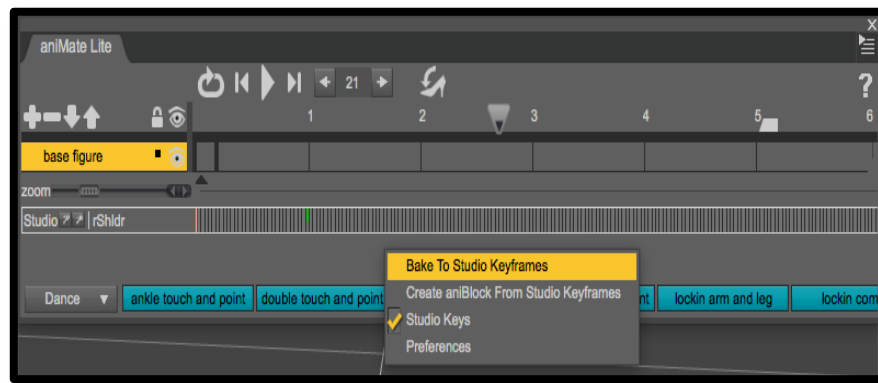 X
aniMate Lite
21
?
1 2 3 4 5 6
base figure
zoom
Studio rShldr
Bake To Studio Keyframes
Create aniBlock From Studio Keyframes
Studio Keys
Preferences
Dance ankle touch and point double touch and point nt lockin arm and leg lockin com